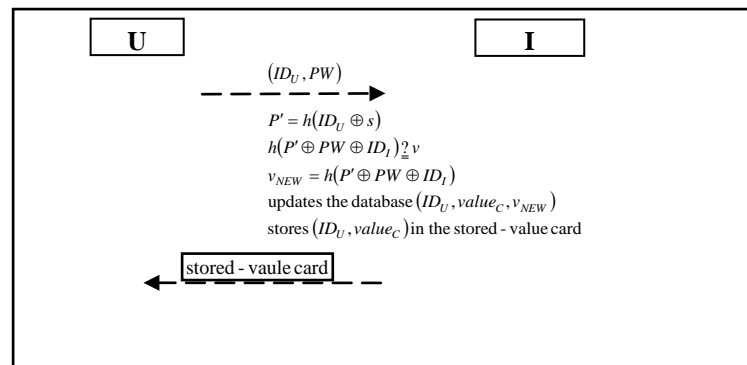 U I
(ID_U, PW)
P' = h(ID_U ⊕ s)
h(P' ⊕ PW ⊕ ID_I) ?= v
v_NEW = h(P' ⊕ PW ⊕ ID_I)
updates the database (ID_U, value_C, v_NEW)
stores (ID_U, value_C) in the stored - value card
stored - vaule card